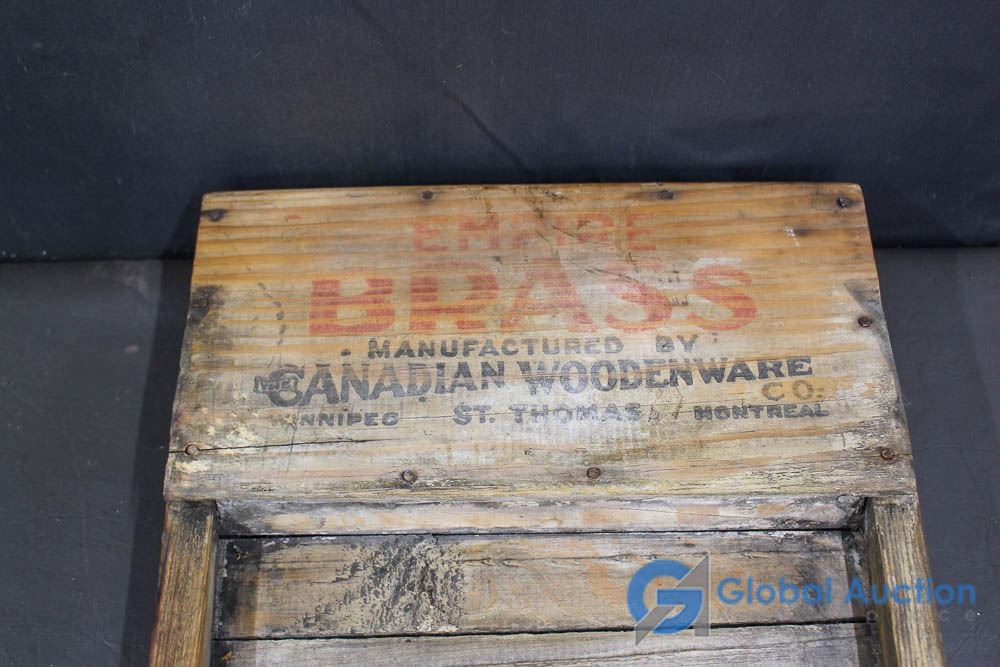 EMPIRE
BRASS
MANUFACTURED BY
THE CANADIAN WOODENWARE CO.
WINNIPEG ST. THOMAS MONTREAL
Global Auction